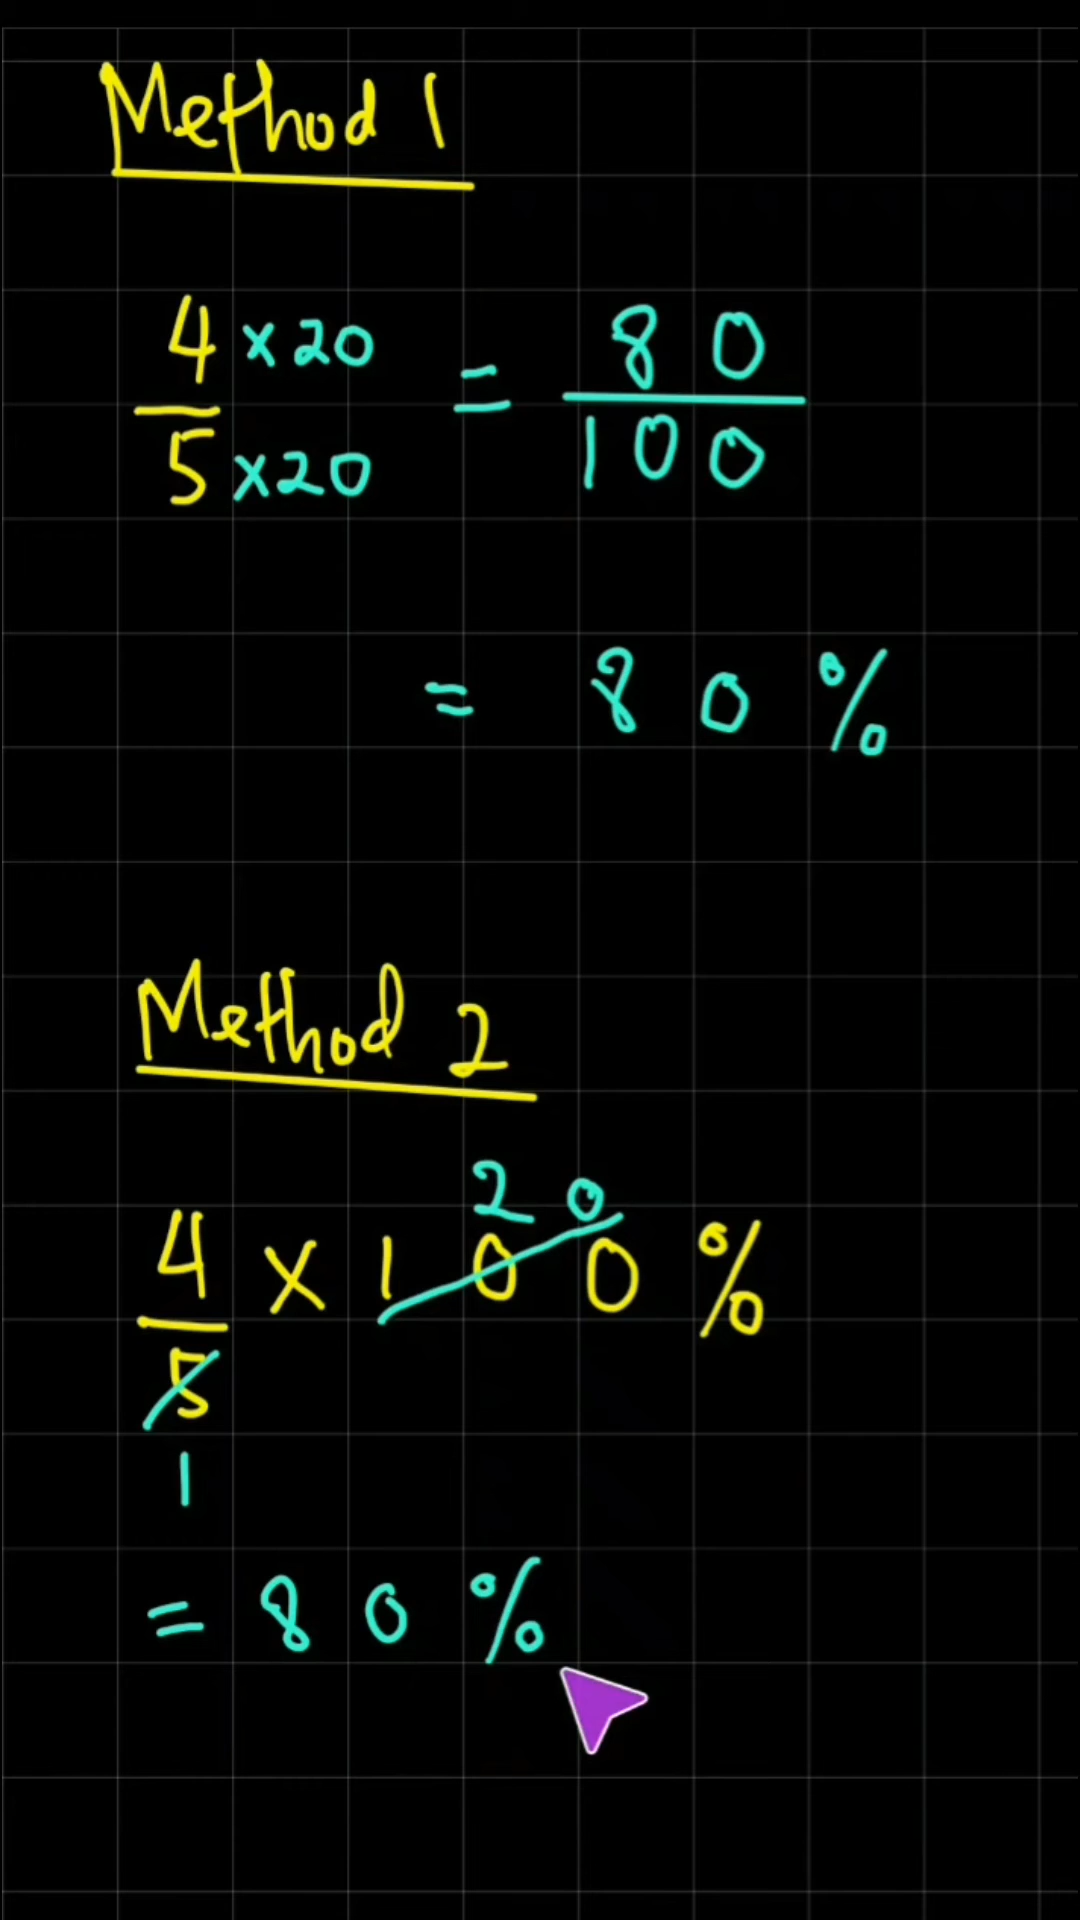 Method 1
4 x 20 = 80
5 x 20 100
= 80%
Method 2
20
4 x 100%
5
1
= 80%